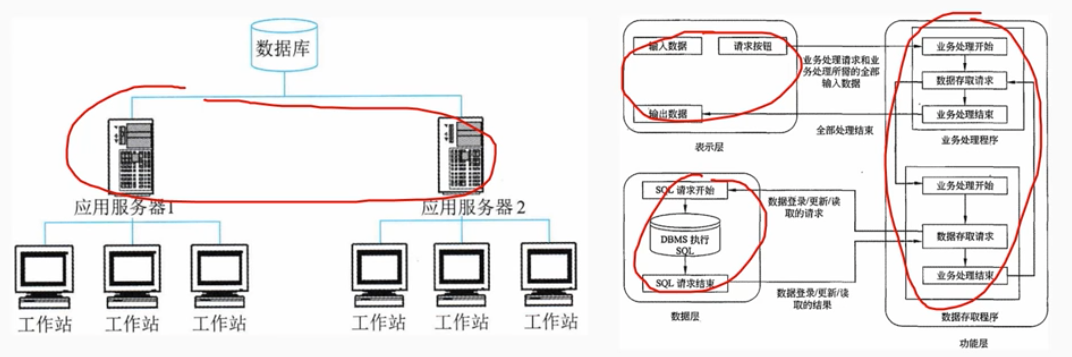 数据库
应用服务器1
应用服务器2
工作站
工作站
工作站
工作站
工作站
工作站
输入数据
请求按钮
输出数据
表示层
业务处理请求和业
务处理所需的全部
输入数据
全部处理结束
业务处理开始
数据存取请求
业务处理结束
业务处理程序
SQL 请求开始
DBMS 执行
SQL
SQL 请求结束
数据层
数据登录/更新/读
取的请求
数据登录/更新/读
取的结果
业务处理开始
数据存取请求
业务处理结束
数据存取程序
功能层